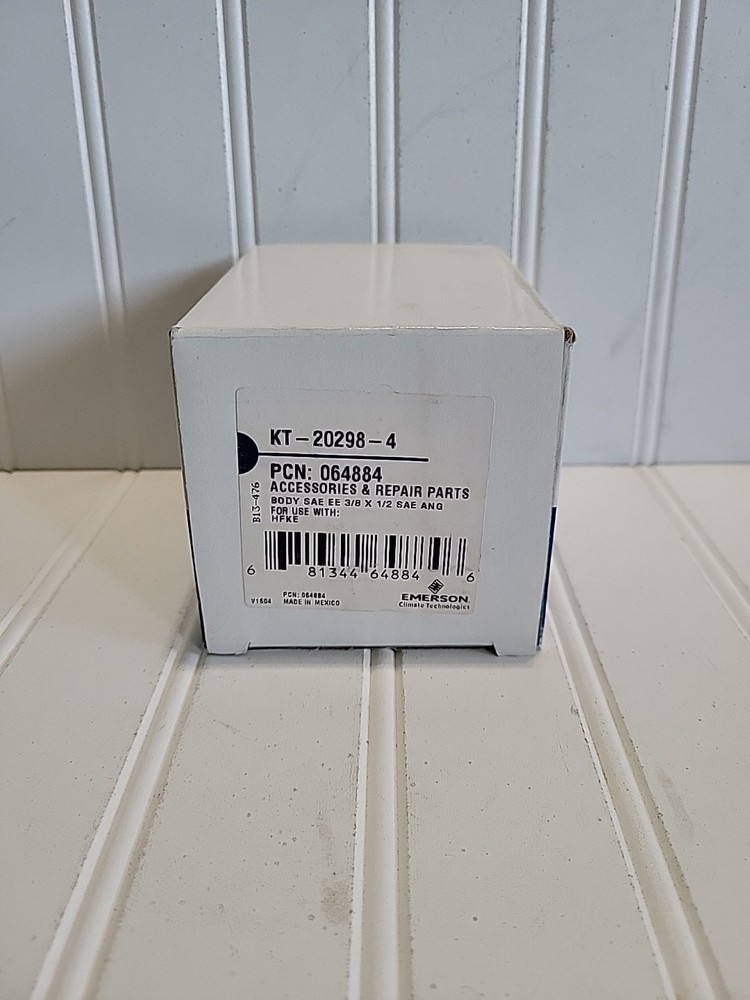 KT-20298-4
PCN: 064884
ACCESSORIES & REPAIR PARTS
BODY SAE EE 3/8 X 1/2 SAE ANG
FOR USE WITH:
HFKE
B13-476
6 81344 64884 6
V1604
PCN: 064884
MADE IN MEXICO
EMERSON
Climate Technologies